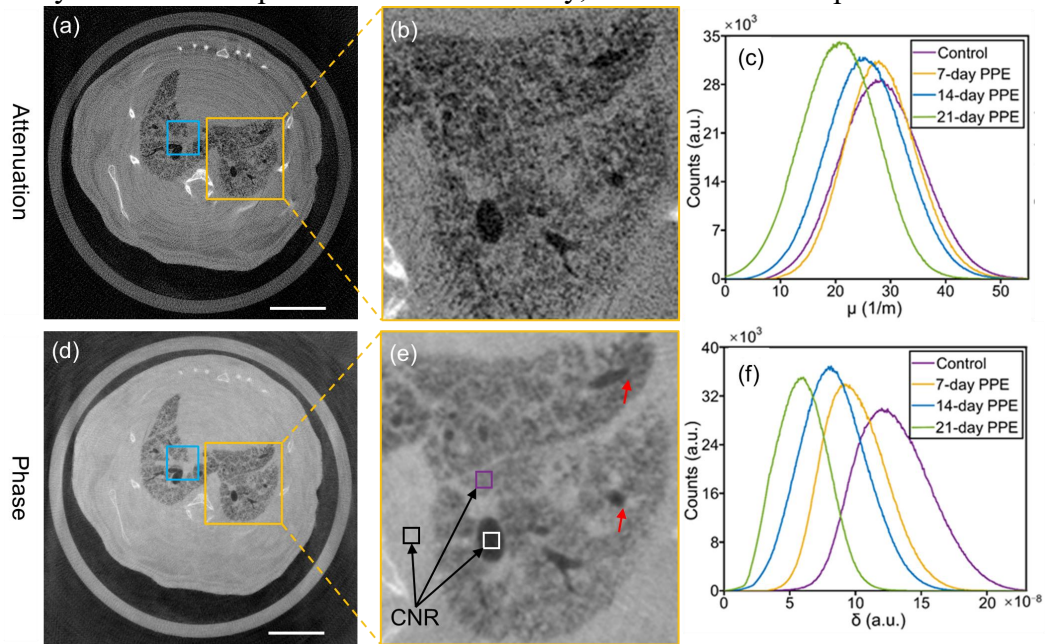 Attenuation
(a)
(b)
(c)
×10³
35
28
21
14
7
0
Counts (a.u.)
0 10 20 30 40 50
μ (1/m)
Control
7-day PPE
14-day PPE
21-day PPE
Phase
(d)
(e)
CNR
(f)
×10³
40
32
24
16
8
0
Counts (a.u.)
0 5 10 15 20 ×10⁻⁸
δ (a.u.)
Control
7-day PPE
14-day PPE
21-day PPE